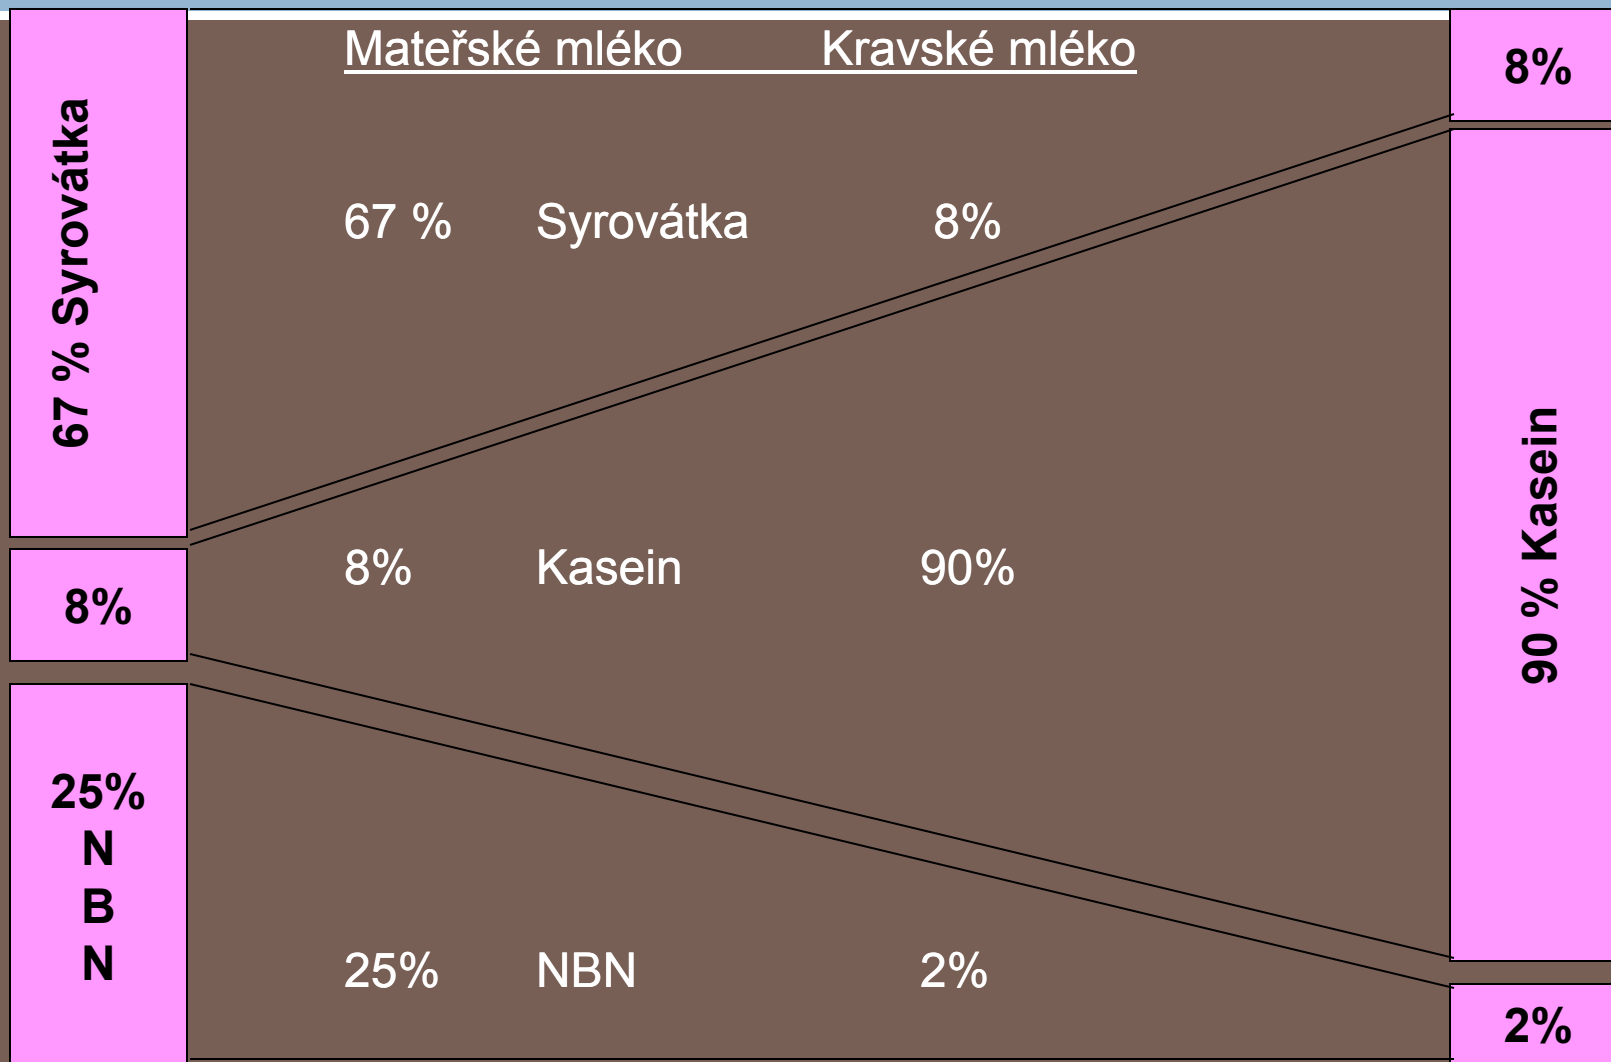 Mateřské mléko Kravské mléko
67 % Syrovátka 8%
8% Kasein 90%
25% NBN 2%
67 % Syrovátka
8%
25%
N
B
N
8%
90 % Kasein
2%